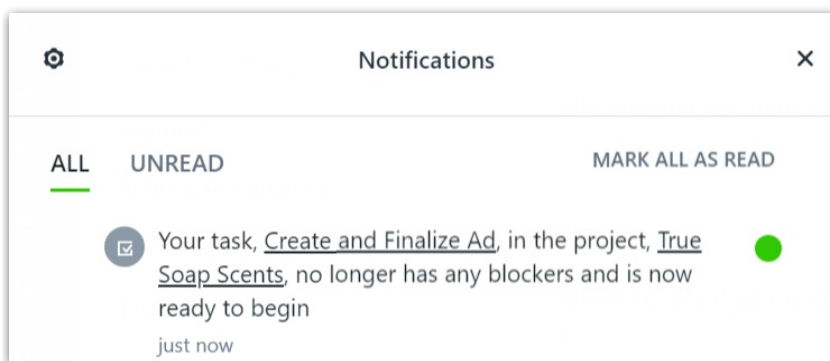 Notifications
ALL UNREAD MARK ALL AS READ
Your task, Create and Finalize Ad, in the project, True
Soap Scents, no longer has any blockers and is now
ready to begin
just now